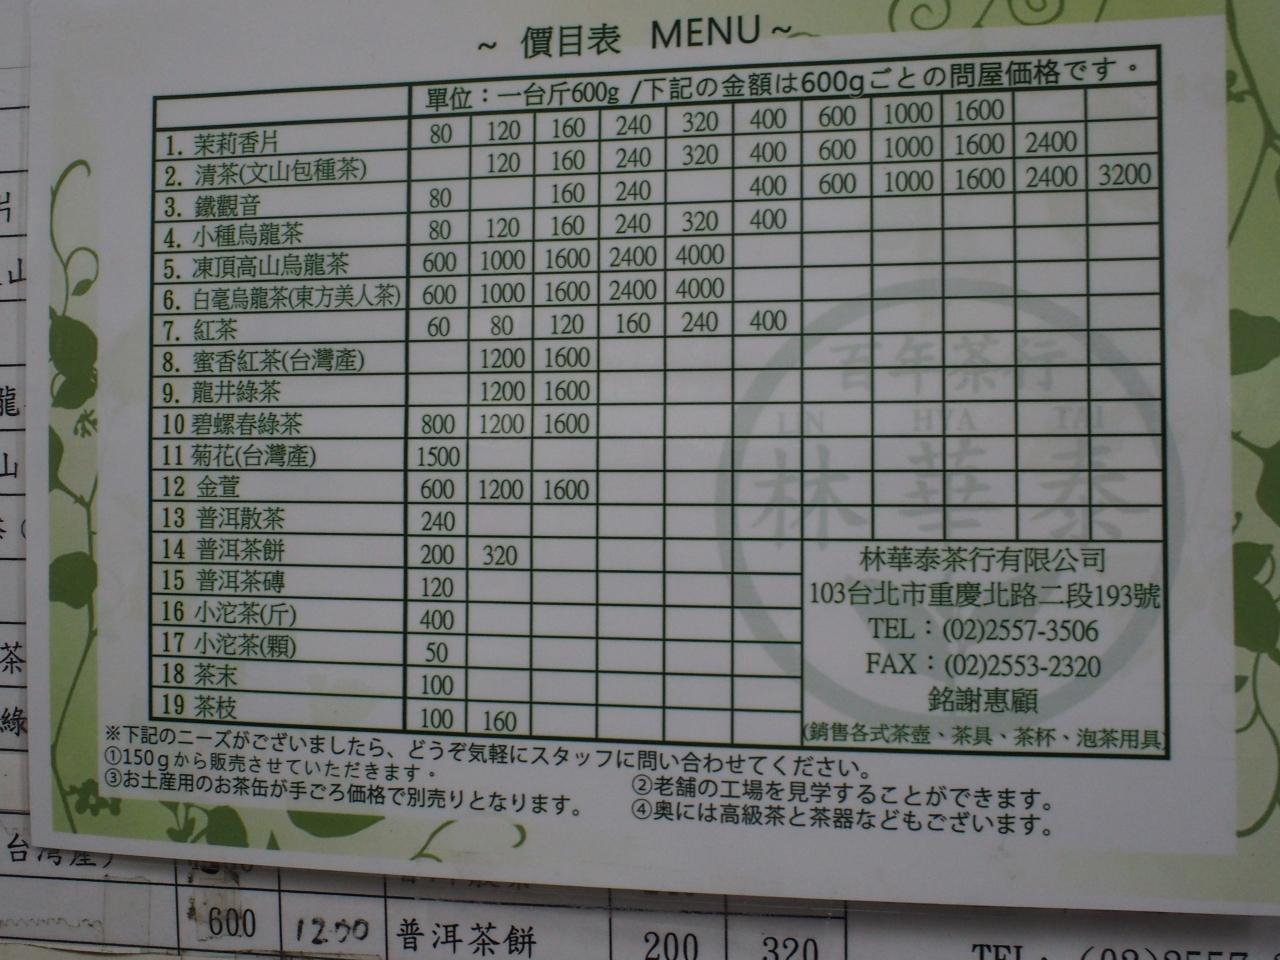 ~ 價目表 MENU ~
單位：一台斤600g /下記の金額は600gごとの問屋価格です。
1. 茉莉香片 80 120 160 240 320 400 600 1000 1600
2. 清茶(文山包種茶) 120 160 240 320 400 600 1000 1600 2400
3. 鐵觀音 80 160 240 400 600 1000 1600 2400 3200
4. 小種烏龍茶 80 120 160 240 320 400
5. 凍頂高山烏龍茶 600 1000 1600 2400 4000
6. 白毫烏龍茶(東方美人茶) 600 1000 1600 2400 4000
7. 紅茶 60 80 120 160 240 400
8. 蜜香紅茶(台灣產) 1200 1600
9. 龍井綠茶 1200 1600
10 碧螺春綠茶 800 1200 1600
11 菊花(台灣產) 1500
12 金萱 600 1200 1600
13 普洱散茶 240
14 普洱茶餅 200 320
15 普洱茶磚 120
16 小沱茶(斤) 400
17 小沱茶(顆) 50
18 茶末 100
19 茶枝 100 160
百年茶行
LIN HVA TAI
林華泰
林華泰茶行有限公司
103台北市重慶北路二段193號
TEL：(02)2557-3506
FAX：(02)2553-2320
銘謝惠顧
(銷售各式茶壺、茶具、茶杯、泡茶用具)
※下記のニーズがございましたら、どうぞ気軽にスタッフに問い合わせてください。
①150gから販売させていただきます。 ②老舗の工場を見学することができます。
③お土産用のお茶缶が手ごろ価格で別売りとなります。 ④奥には高級茶と茶器などもございます。
片
山
龍
山
茶
綠
台灣產)
600 1200 普洱茶餅 200 320 TEL：(02)2557